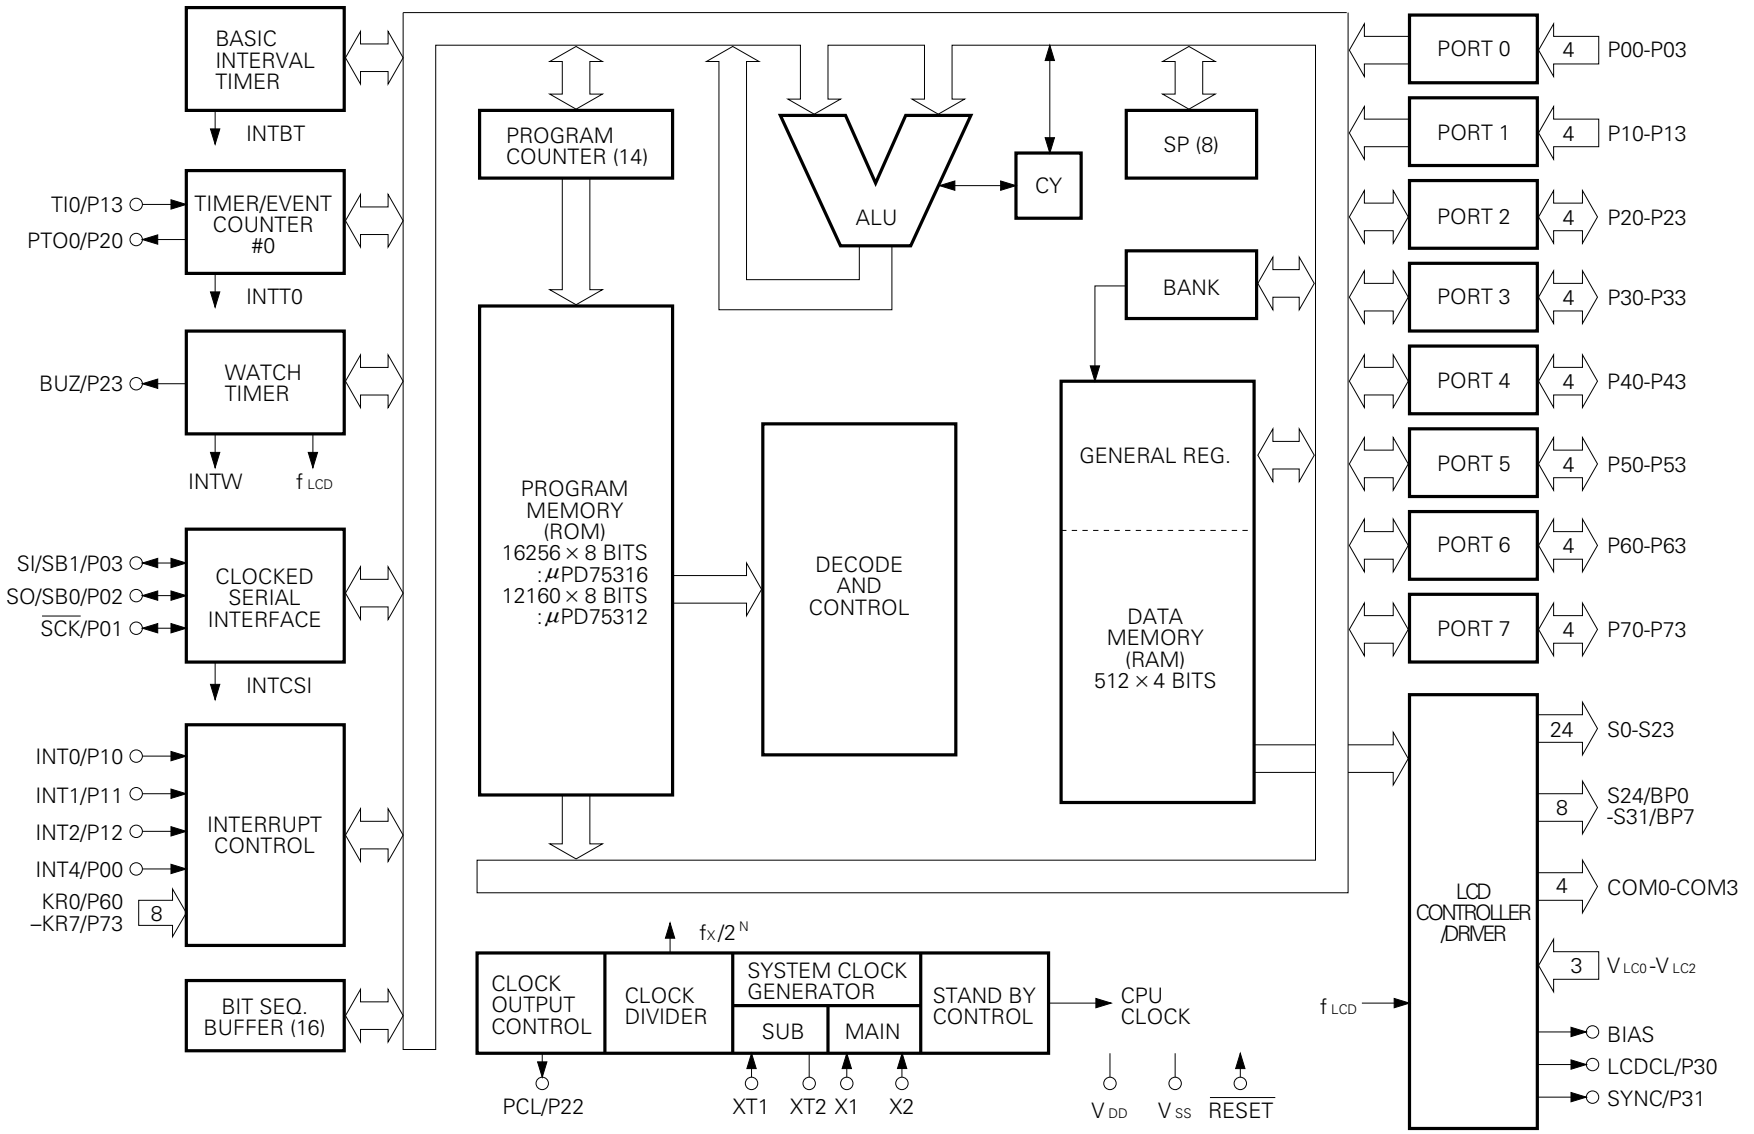 BASIC
INTERVAL
TIMER
INTBT
TI0/P13
PTO0/P20
TIMER/EVENT
COUNTER
#0
INTT0
BUZ/P23
WATCH
TIMER
INTW
fLCD
SI/SB1/P03
SO/SB0/P02
SCK/P01
CLOCKED
SERIAL
INTERFACE
INTCSI
INT0/P10
INT1/P11
INT2/P12
INT4/P00
KR0/P60
–KR7/P73
8
INTERRUPT
CONTROL
BIT SEQ.
BUFFER (16)
PROGRAM
COUNTER (14)
ALU
CY
SP (8)
BANK
PROGRAM
MEMORY
(ROM)
16256 × 8 BITS
: μPD75316
12160 × 8 BITS
: μPD75312
DECODE
AND
CONTROL
GENERAL REG.
DATA
MEMORY
(RAM)
512 × 4 BITS
fX/2N
CLOCK
OUTPUT
CONTROL
CLOCK
DIVIDER
SYSTEM CLOCK
GENERATOR
SUB
MAIN
STAND BY
CONTROL
CPU
CLOCK
PCL/P22
XT1
XT2
X1
X2
VDD
VSS
RESET
PORT 0
4
P00-P03
PORT 1
4
P10-P13
PORT 2
4
P20-P23
PORT 3
4
P30-P33
PORT 4
4
P40-P43
PORT 5
4
P50-P53
PORT 6
4
P60-P63
PORT 7
4
P70-P73
LCD
CONTROLLER
/DRIVER
fLCD
24
S0-S23
8
S24/BP0
-S31/BP7
4
COM0-COM3
3
VLC0-VLC2
BIAS
LCDCL/P30
SYNC/P31